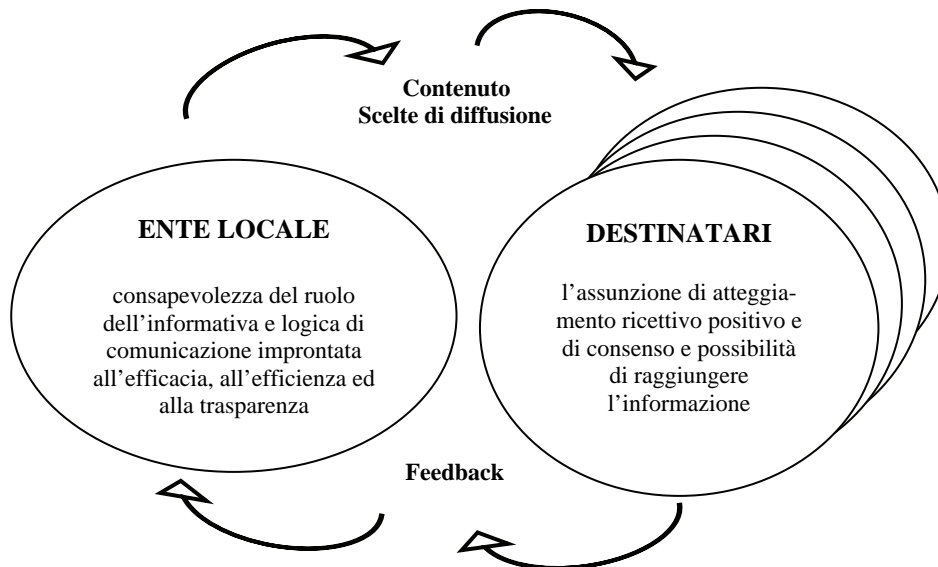 Contenuto
Scelte di diffusione
ENTE LOCALE
consapevolezza del ruolo
dell’informativa e logica di
comunicazione improntata
all’efficacia, all’efficienza ed
alla trasparenza
DESTINATARI
l’assunzione di atteggia-
mento ricettivo positivo e
di consenso e possibilità
di raggiungere
l’informazione
Feedback